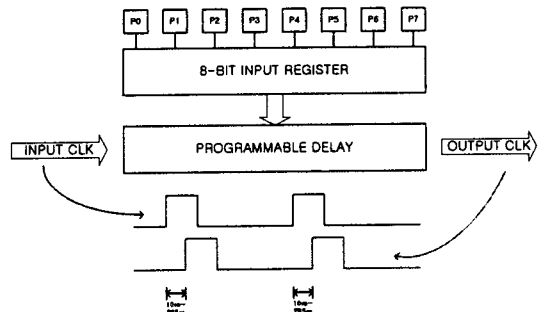 P0 P1 P2 P3 P4 P5 P6 P7
8-BIT INPUT REGISTER
INPUT CLK
PROGRAMMABLE DELAY
OUTPUT CLK